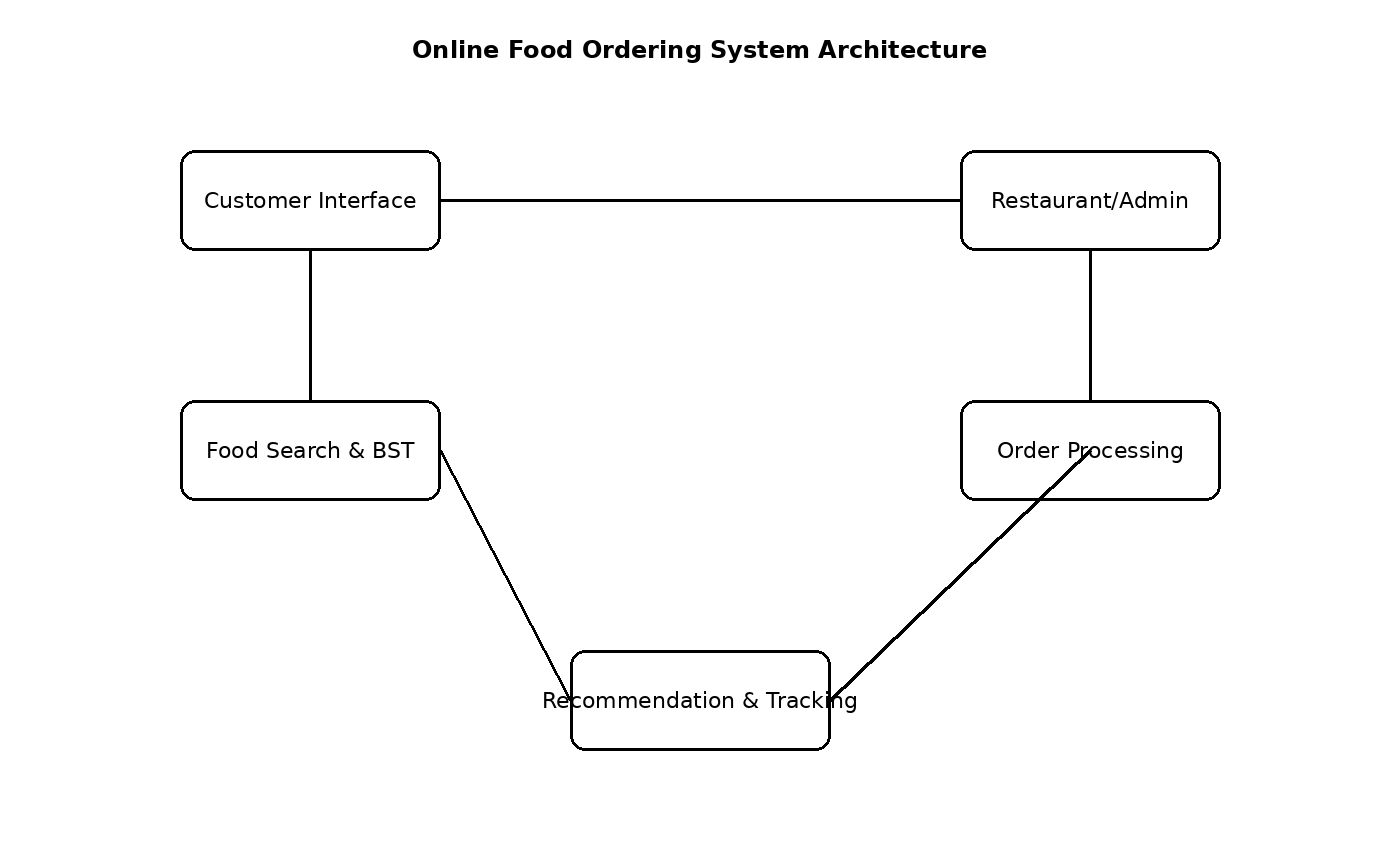 Online Food Ordering System Architecture
Customer Interface
Restaurant/Admin
Food Search & BST
Order Processing
Recommendation & Tracking